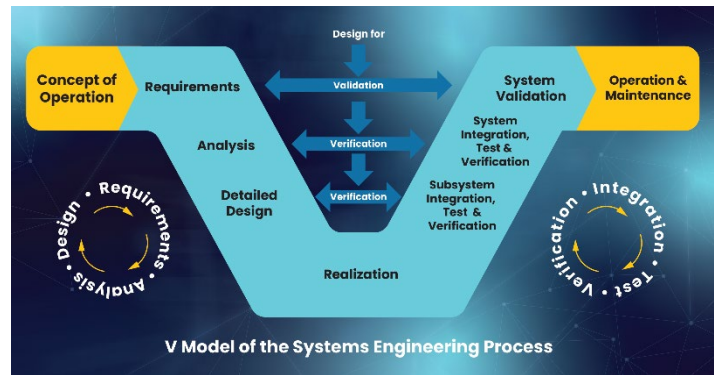 Design for
Concept of
Operation
Requirements
Validation
System
Validation
Operation &
Maintenance
Analysis
Verification
System
Integration,
Test &
Verification
Detailed
Design
Verification
Subsystem
Integration,
Test &
Verification
Design • Requirements • Analysis •
Verification • Integration • Test •
Realization
V Model of the Systems Engineering Process